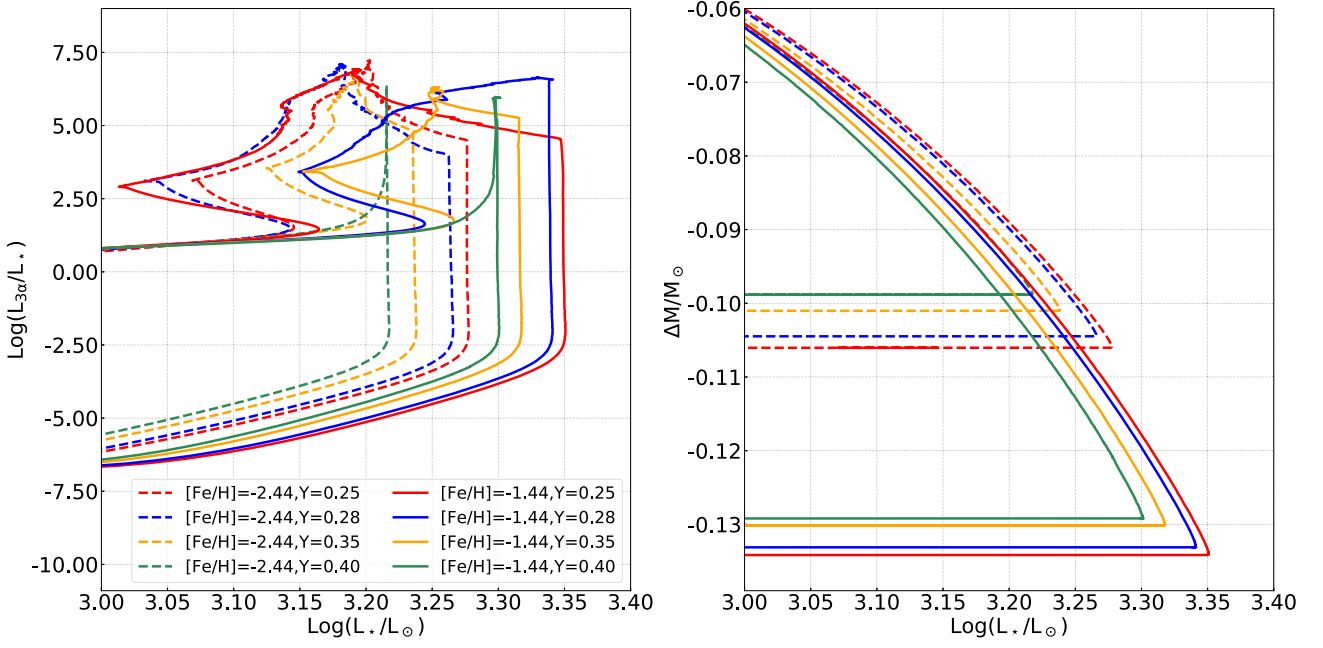 7.50
5.00
2.50
0.00
-2.50
-5.00
-7.50
-10.00
Log(L₃α/L⋆)
[Fe/H]=-2.44,Y=0.25
[Fe/H]=-2.44,Y=0.28
[Fe/H]=-2.44,Y=0.35
[Fe/H]=-2.44,Y=0.40
[Fe/H]=-1.44,Y=0.25
[Fe/H]=-1.44,Y=0.28
[Fe/H]=-1.44,Y=0.35
[Fe/H]=-1.44,Y=0.40
3.00 3.05 3.10 3.15 3.20 3.25 3.30 3.35 3.40
Log(L⋆/L⊙)
-0.06
-0.07
-0.08
-0.09
-0.10
-0.11
-0.12
-0.13
ΔM/M⊙
3.00 3.05 3.10 3.15 3.20 3.25 3.30 3.35 3.40
Log(L⋆/L⊙)